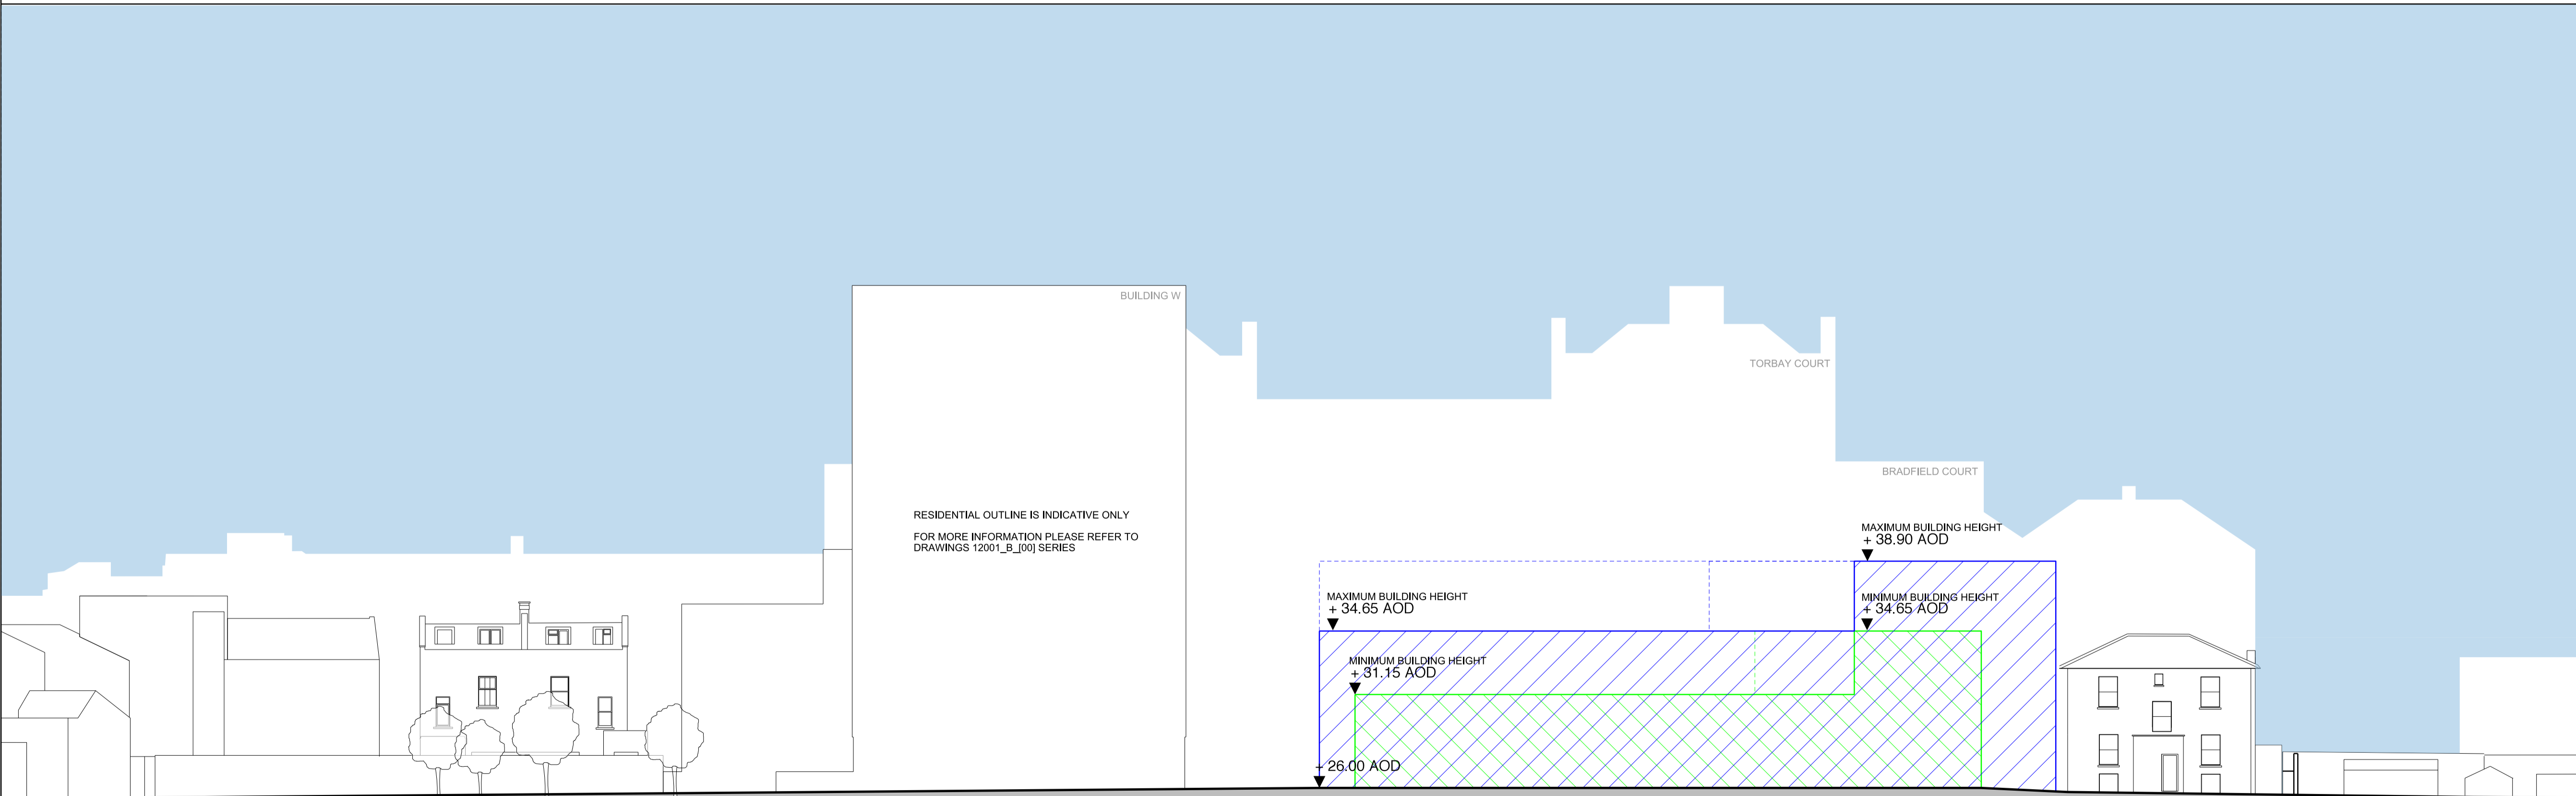 BUILDING W
TORBAY COURT
BRADFIELD COURT
RESIDENTIAL OUTLINE IS INDICATIVE ONLY
FOR MORE INFORMATION PLEASE REFER TO
DRAWINGS 12001_B_[00] SERIES
MAXIMUM BUILDING HEIGHT
+ 38.90 AOD
MAXIMUM BUILDING HEIGHT
+ 34.65 AOD
MINIMUM BUILDING HEIGHT
+ 34.65 AOD
MINIMUM BUILDING HEIGHT
+ 31.15 AOD
+ 26.00 AOD